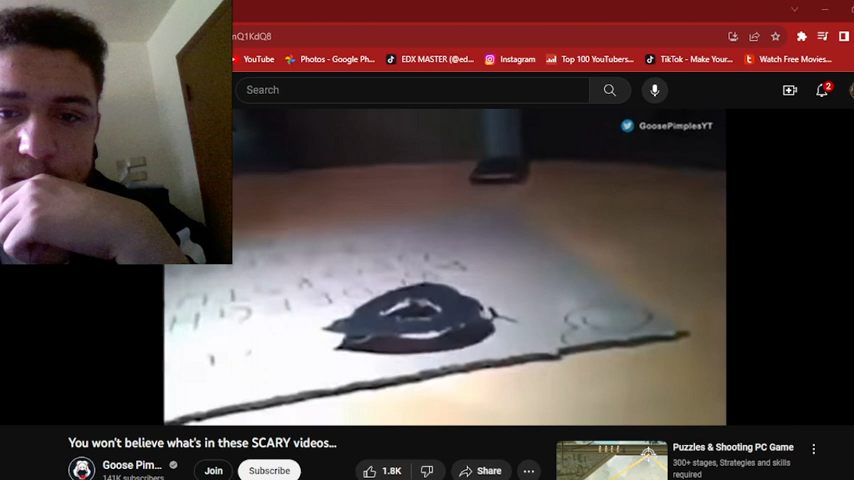 nQ1KdQ8
YouTube
Photos - Google Ph...
EDX MASTER (@ed...
Instagram
Top 100 YouTubers...
TikTok - Make Your...
Watch Free Movies...
Search
2
GoosePimplesYT
You won't believe what's in these SCARY videos...
Goose Pim...
141K subscribers
Join
Subscribe
1.8K
Share
Puzzles & Shooting PC Game
300+ stages, Strategies and skills
required